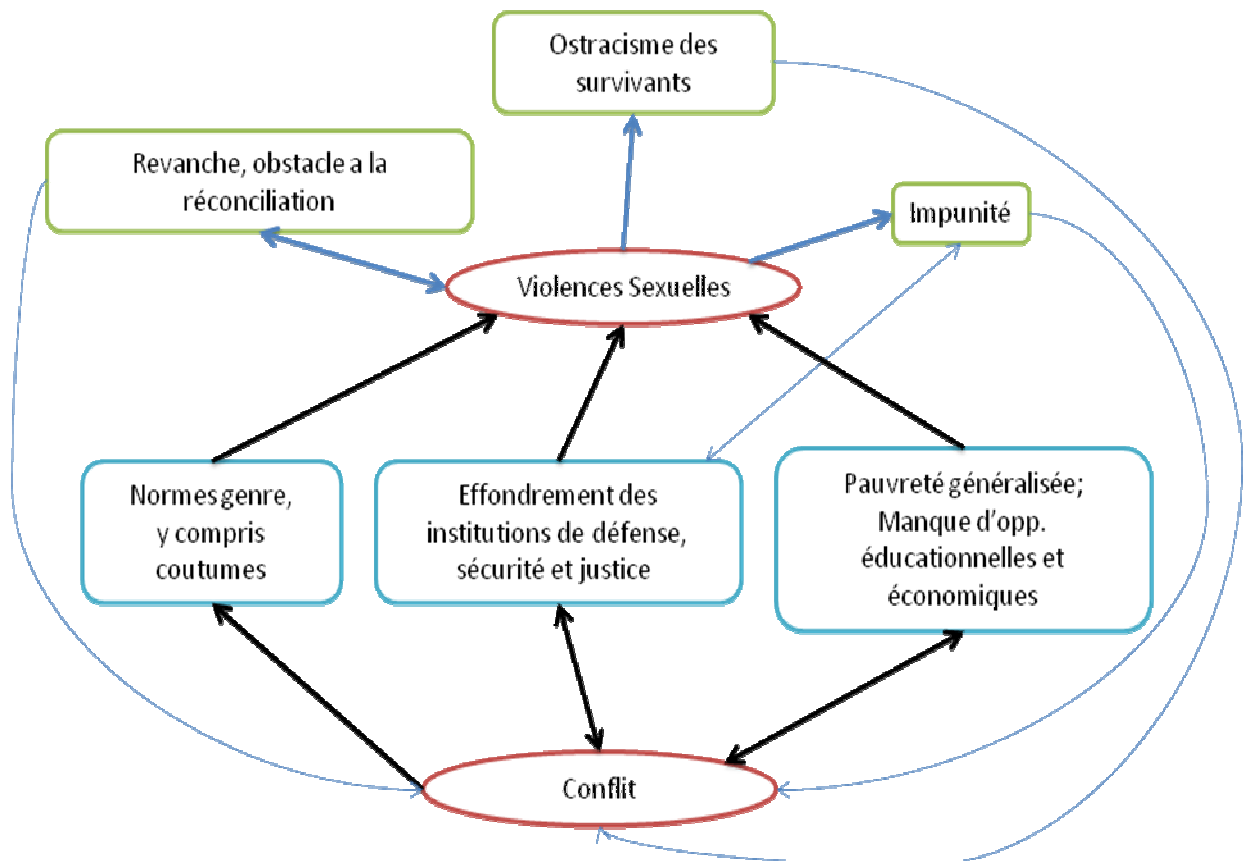 Ostracisme des
survivants
Revanche, obstacle a la
réconciliation
Impunité
Violences Sexuelles
Normes genre,
y compris
coutumes
Effondrement des
institutions de défense,
sécurité et justice
Pauvreté généralisée;
Manque d'opp.
éducationnelles et
économiques
Conflit